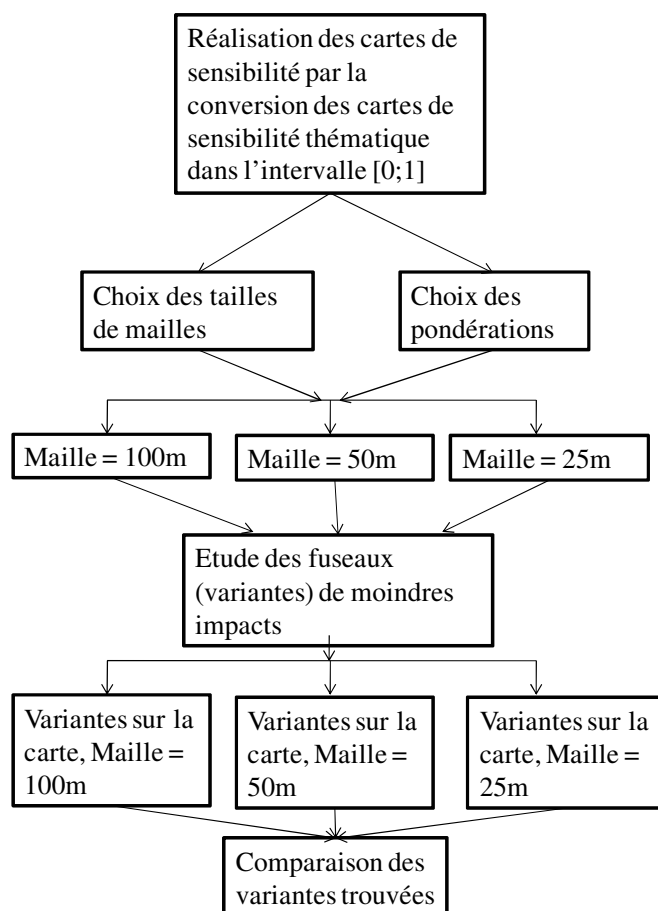 Réalisation des cartes de
sensibilité par la
conversion des cartes de
sensibilité thématique
dans l'intervalle [0;1]
Choix des tailles
de mailles
Choix des
pondérations
Maille = 100m
Maille = 50m
Maille = 25m
Etude des fuseaux
(variantes) de moindres
impacts
Variantes sur la
carte, Maille =
100m
Variantes sur la
carte, Maille =
50m
Variantes sur la
carte, Maille =
25m
Comparaison des
variantes trouvées